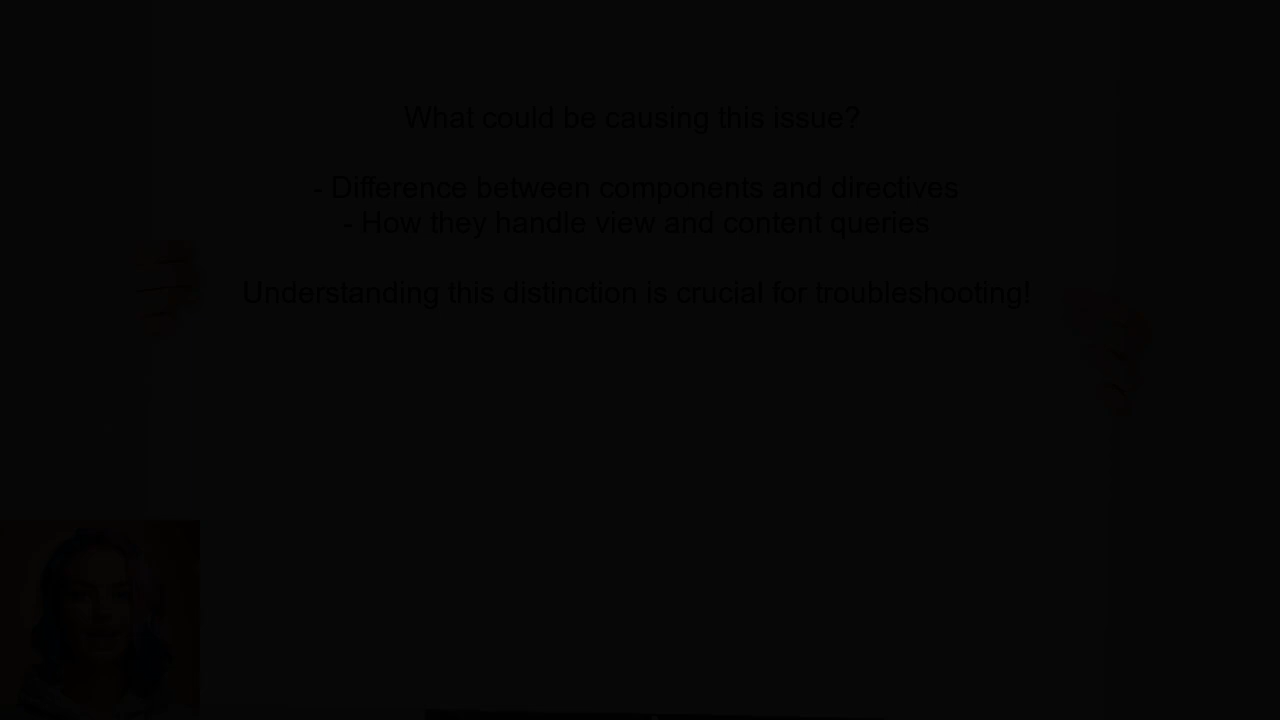 What could be causing this issue?
- Difference between components and directives
- How they handle view and content queries
Understanding this distinction is crucial for troubleshooting!